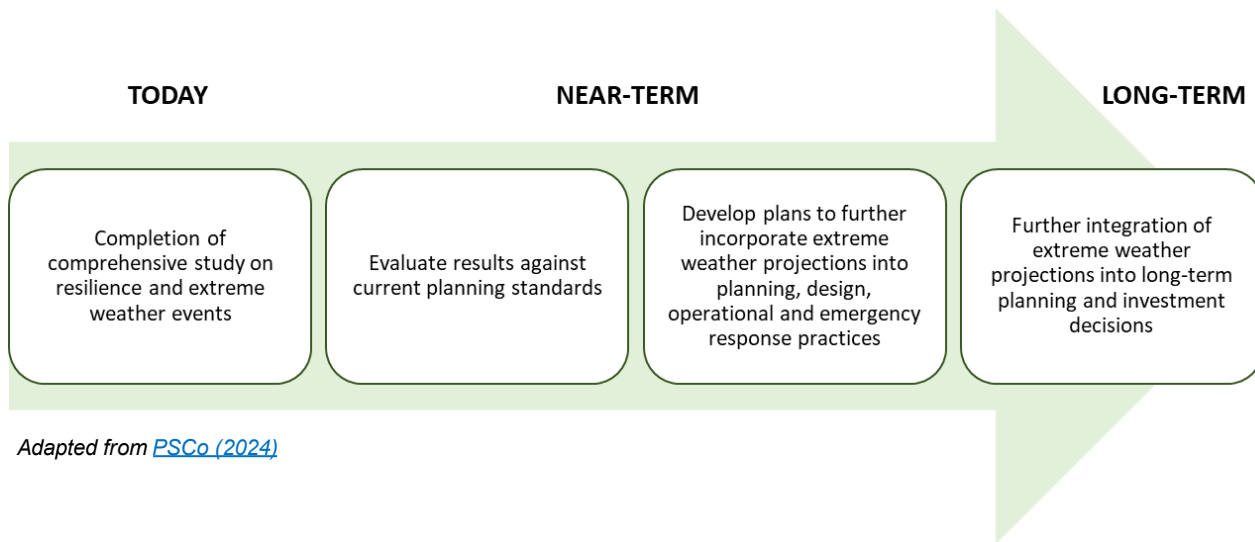 TODAY
NEAR-TERM
LONG-TERM
Completion of
comprehensive study on
resilience and extreme
weather events
Evaluate results against
current planning standards
Develop plans to further
incorporate extreme
weather projections into
planning, design,
operational and emergency
response practices
Further integration of
extreme weather
projections into long-term
planning and investment
decisions
Adapted from PSCo (2024)